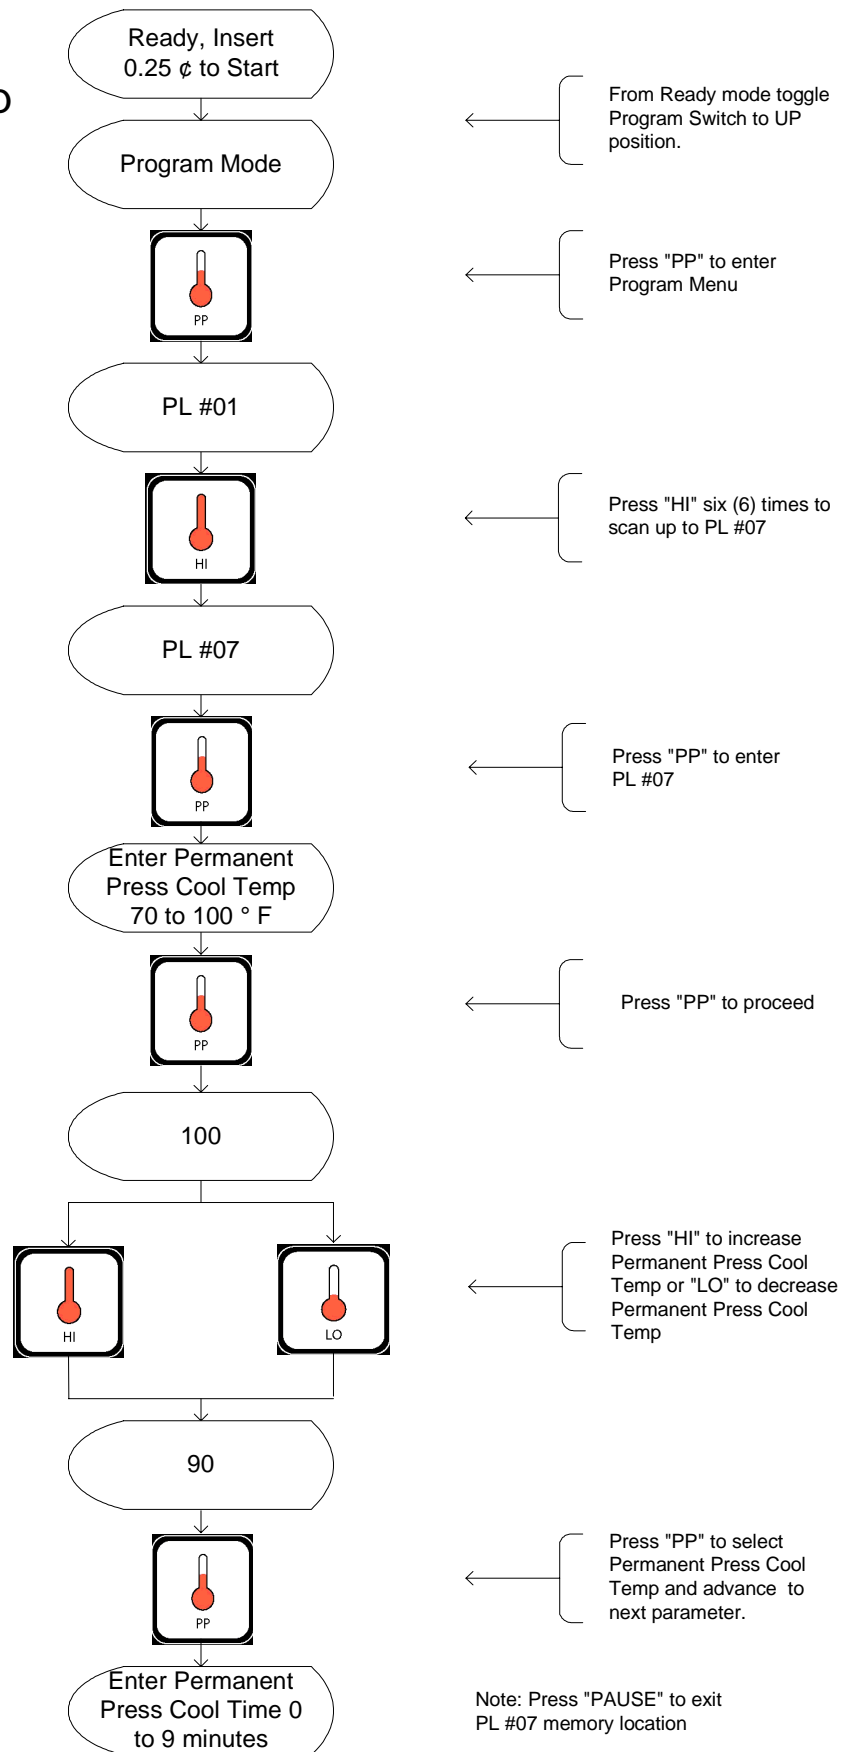 Ready, Insert
0.25 ¢ to Start
From Ready mode toggle
Program Switch to UP
position.
Program Mode
Press "PP" to enter
Program Menu
PP
PL #01
Press "HI" six (6) times to
scan up to PL #07
HI
PL #07
Press "PP" to enter
PL #07
PP
Enter Permanent
Press Cool Temp
70 to 100 ° F
Press "PP" to proceed
PP
100
Press "HI" to increase
Permanent Press Cool
Temp or "LO" to decrease
Permanent Press Cool
Temp
HI
LO
90
Press "PP" to select
Permanent Press Cool
Temp and advance to
next parameter.
PP
Enter Permanent
Press Cool Time 0
to 9 minutes
Note: Press "PAUSE" to exit
PL #07 memory location